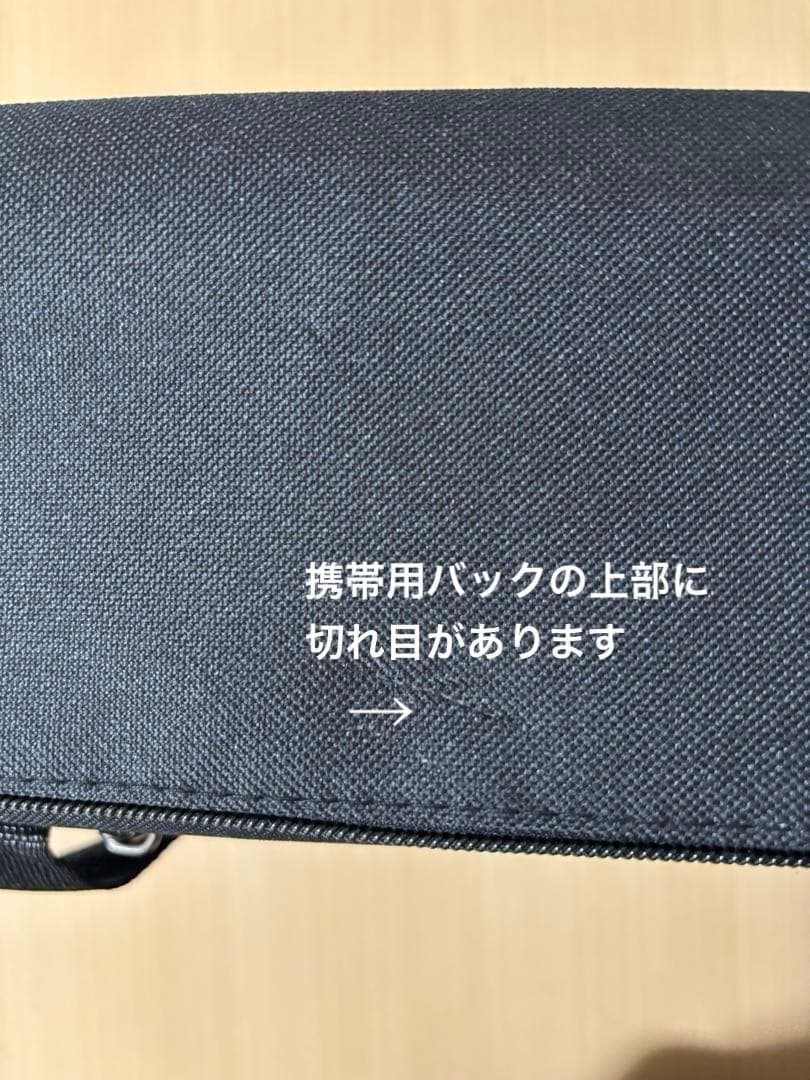 携帯用バックの上部に
切れ目があります
→